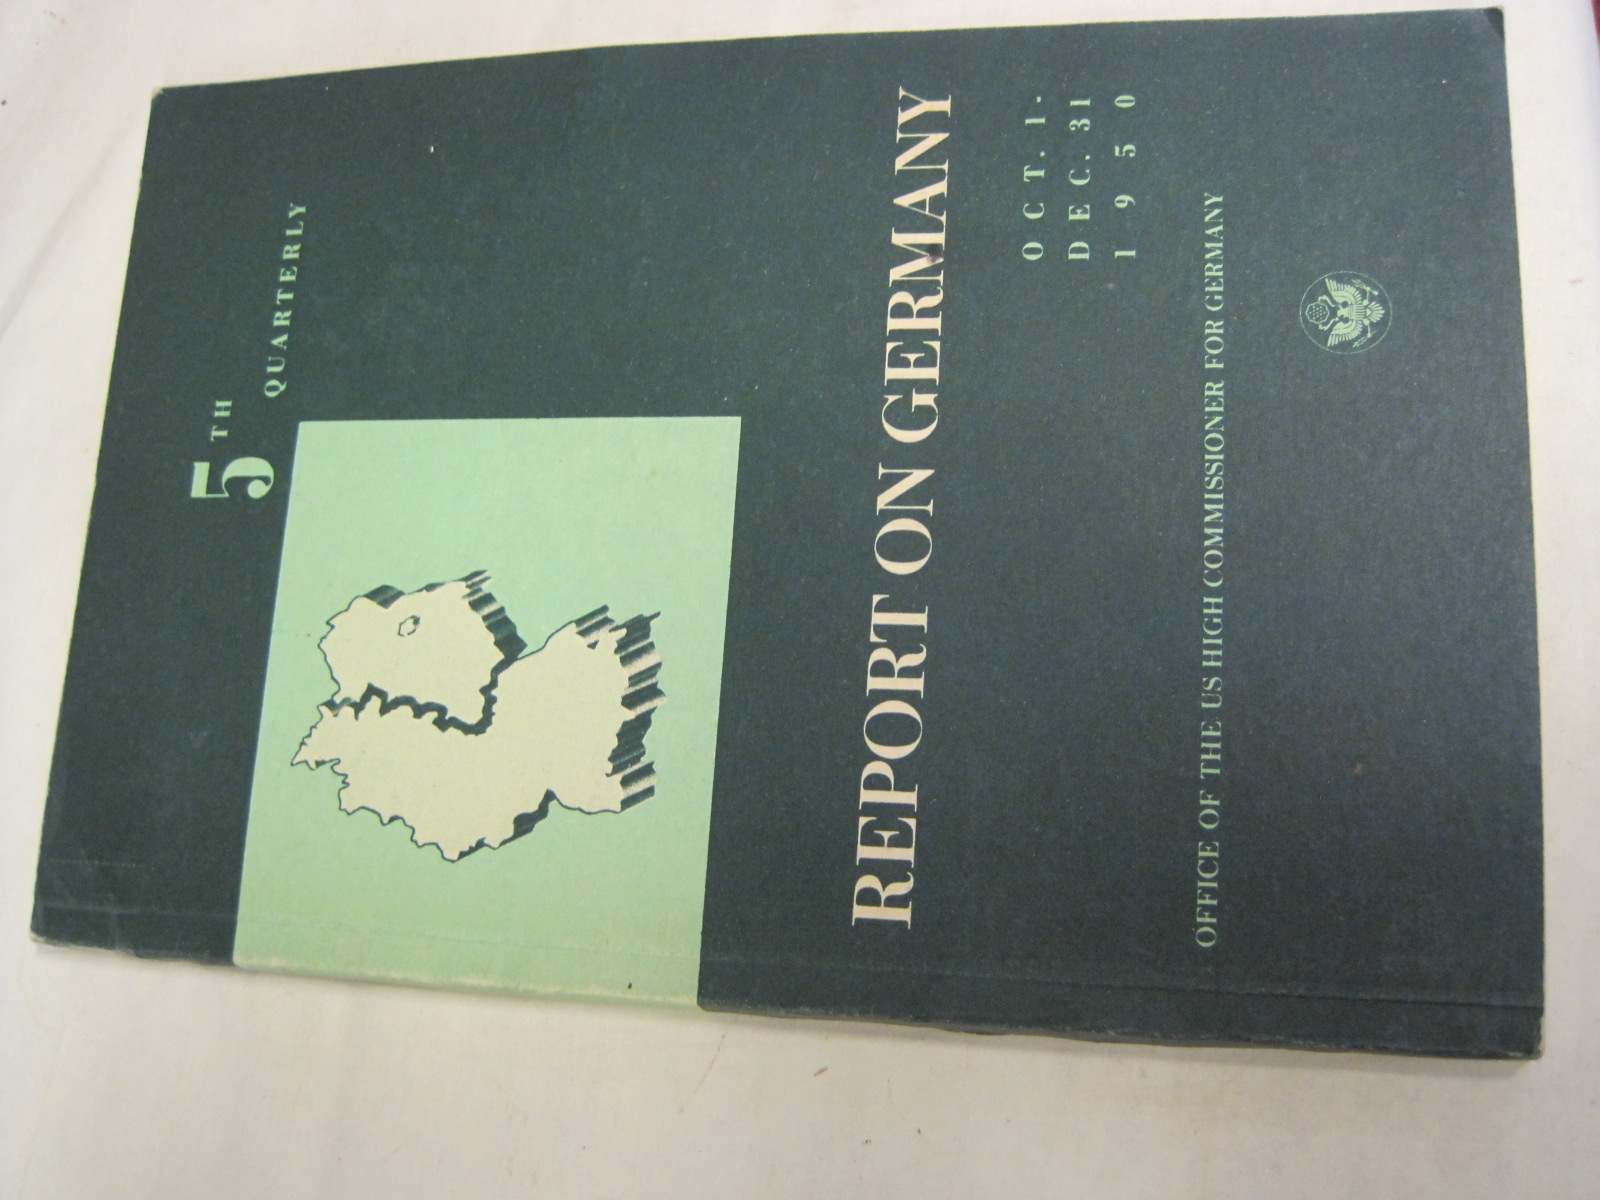 5TH
QUARTERLY
REPORT ON GERMANY
OCT. 1-
DEC. 31
1950
OFFICE OF THE US HIGH COMMISSIONER FOR GERMANY